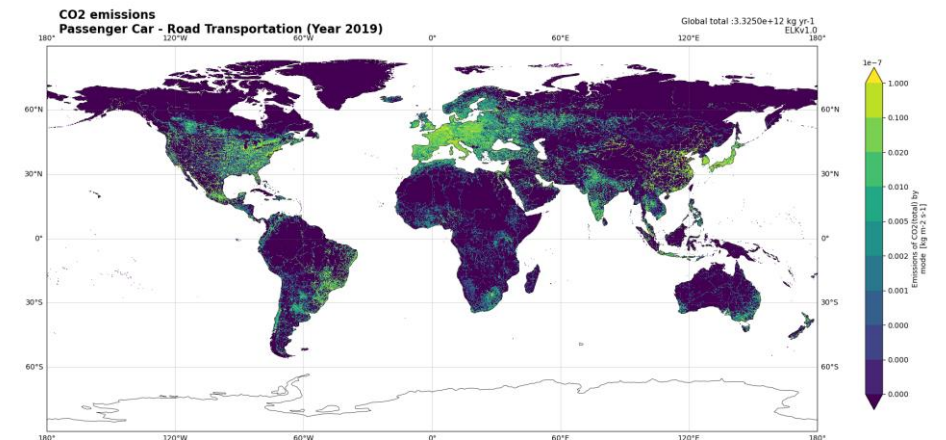 CO2 emissions
Passenger Car - Road Transportation (Year 2019)
Global total :3.3250e+12 kg yr-1
ELKv1.0
180° 120°W 60°W 0° 60°E 120°E 180°
1e−7
60°N 60°N
30°N 30°N
0° 0°
30°S 30°S
60°S 60°S
180° 120°W 60°W 0° 60°E 120°E 180°
1.000
0.100
0.020
0.010
0.005
0.002
0.001
0.000
0.000
0.000
Emissions of CO2(total) by
mode [kg m-2 s-1]